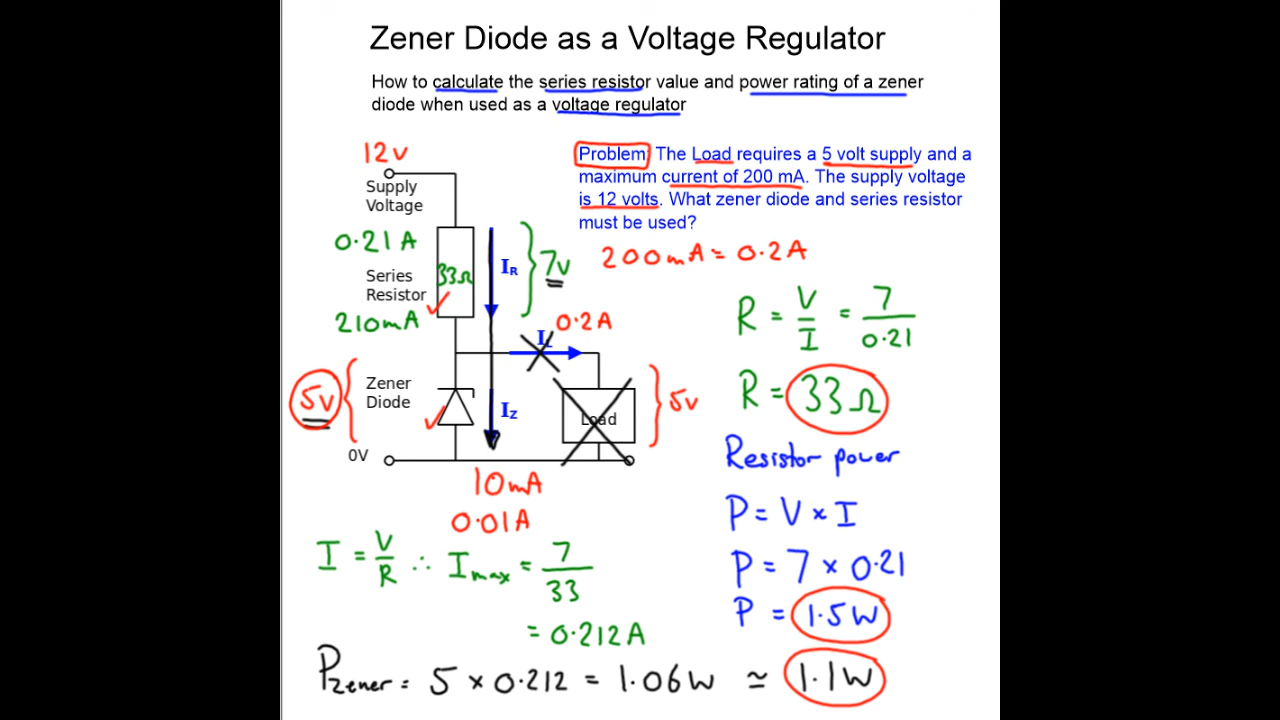 Zener Diode as a Voltage Regulator
How to calculate the series resistor value and power rating of a zener
diode when used as a voltage regulator
Problem: The Load requires a 5 volt supply and a
maximum current of 200 mA. The supply voltage
is 12 volts. What zener diode and series resistor
must be used?
12v
Supply
Voltage
0.21A
Series
Resistor
210mA
33Ω
IR
7v
200mA = 0.2A
0.2A
R = V/I = 7/0.21
R = 33Ω
5v
Zener
Diode
IZ
Load
5v
0V
10mA
0.01A
Resistor power
P = V × I
P = 7 × 0.21
P = 1.5W
I = V/R ∴ Imax = 7/33
= 0.212A
Pzener = 5 × 0.212 = 1.06W ≃ 1.1W